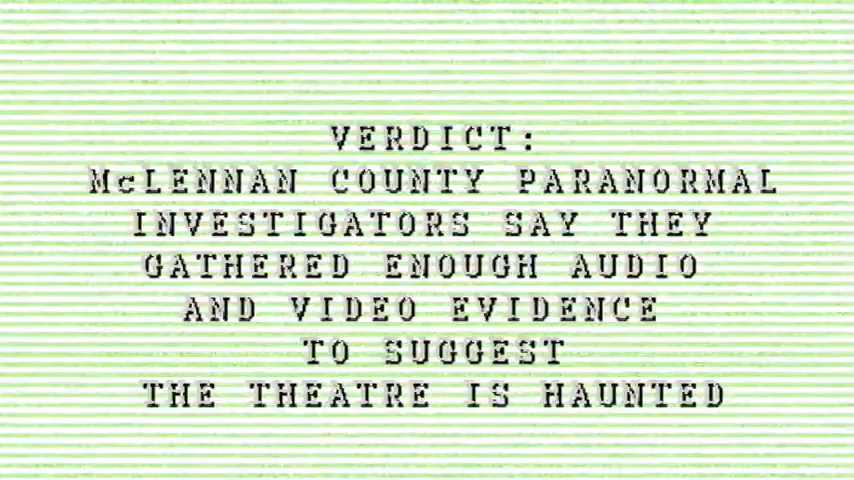 VERDICT:
McLENNAN COUNTY PARANORMAL
INVESTIGATORS SAY THEY
GATHERED ENOUGH AUDIO
AND VIDEO EVIDENCE
TO SUGGEST
THE THEATRE IS HAUNTED